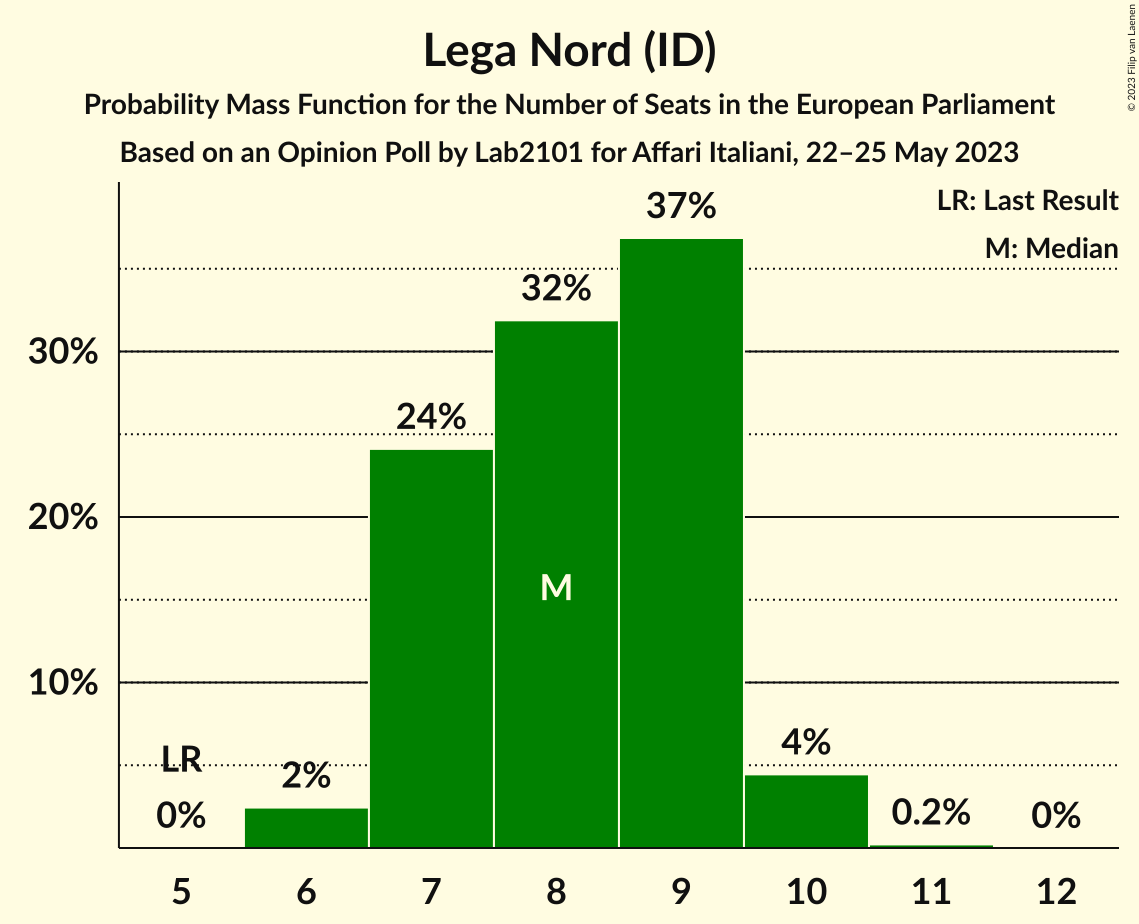 Lega Nord (ID)
Probability Mass Function for the Number of Seats in the European Parliament
Based on an Opinion Poll by Lab2101 for Affari Italiani, 22–25 May 2023
© 2023 Filip van Laenen
LR: Last Result
M: Median
37%
32%
30%
24%
20%
M
10%
LR
0%
2%
4%
0.2%
0%
5 6 7 8 9 10 11 12